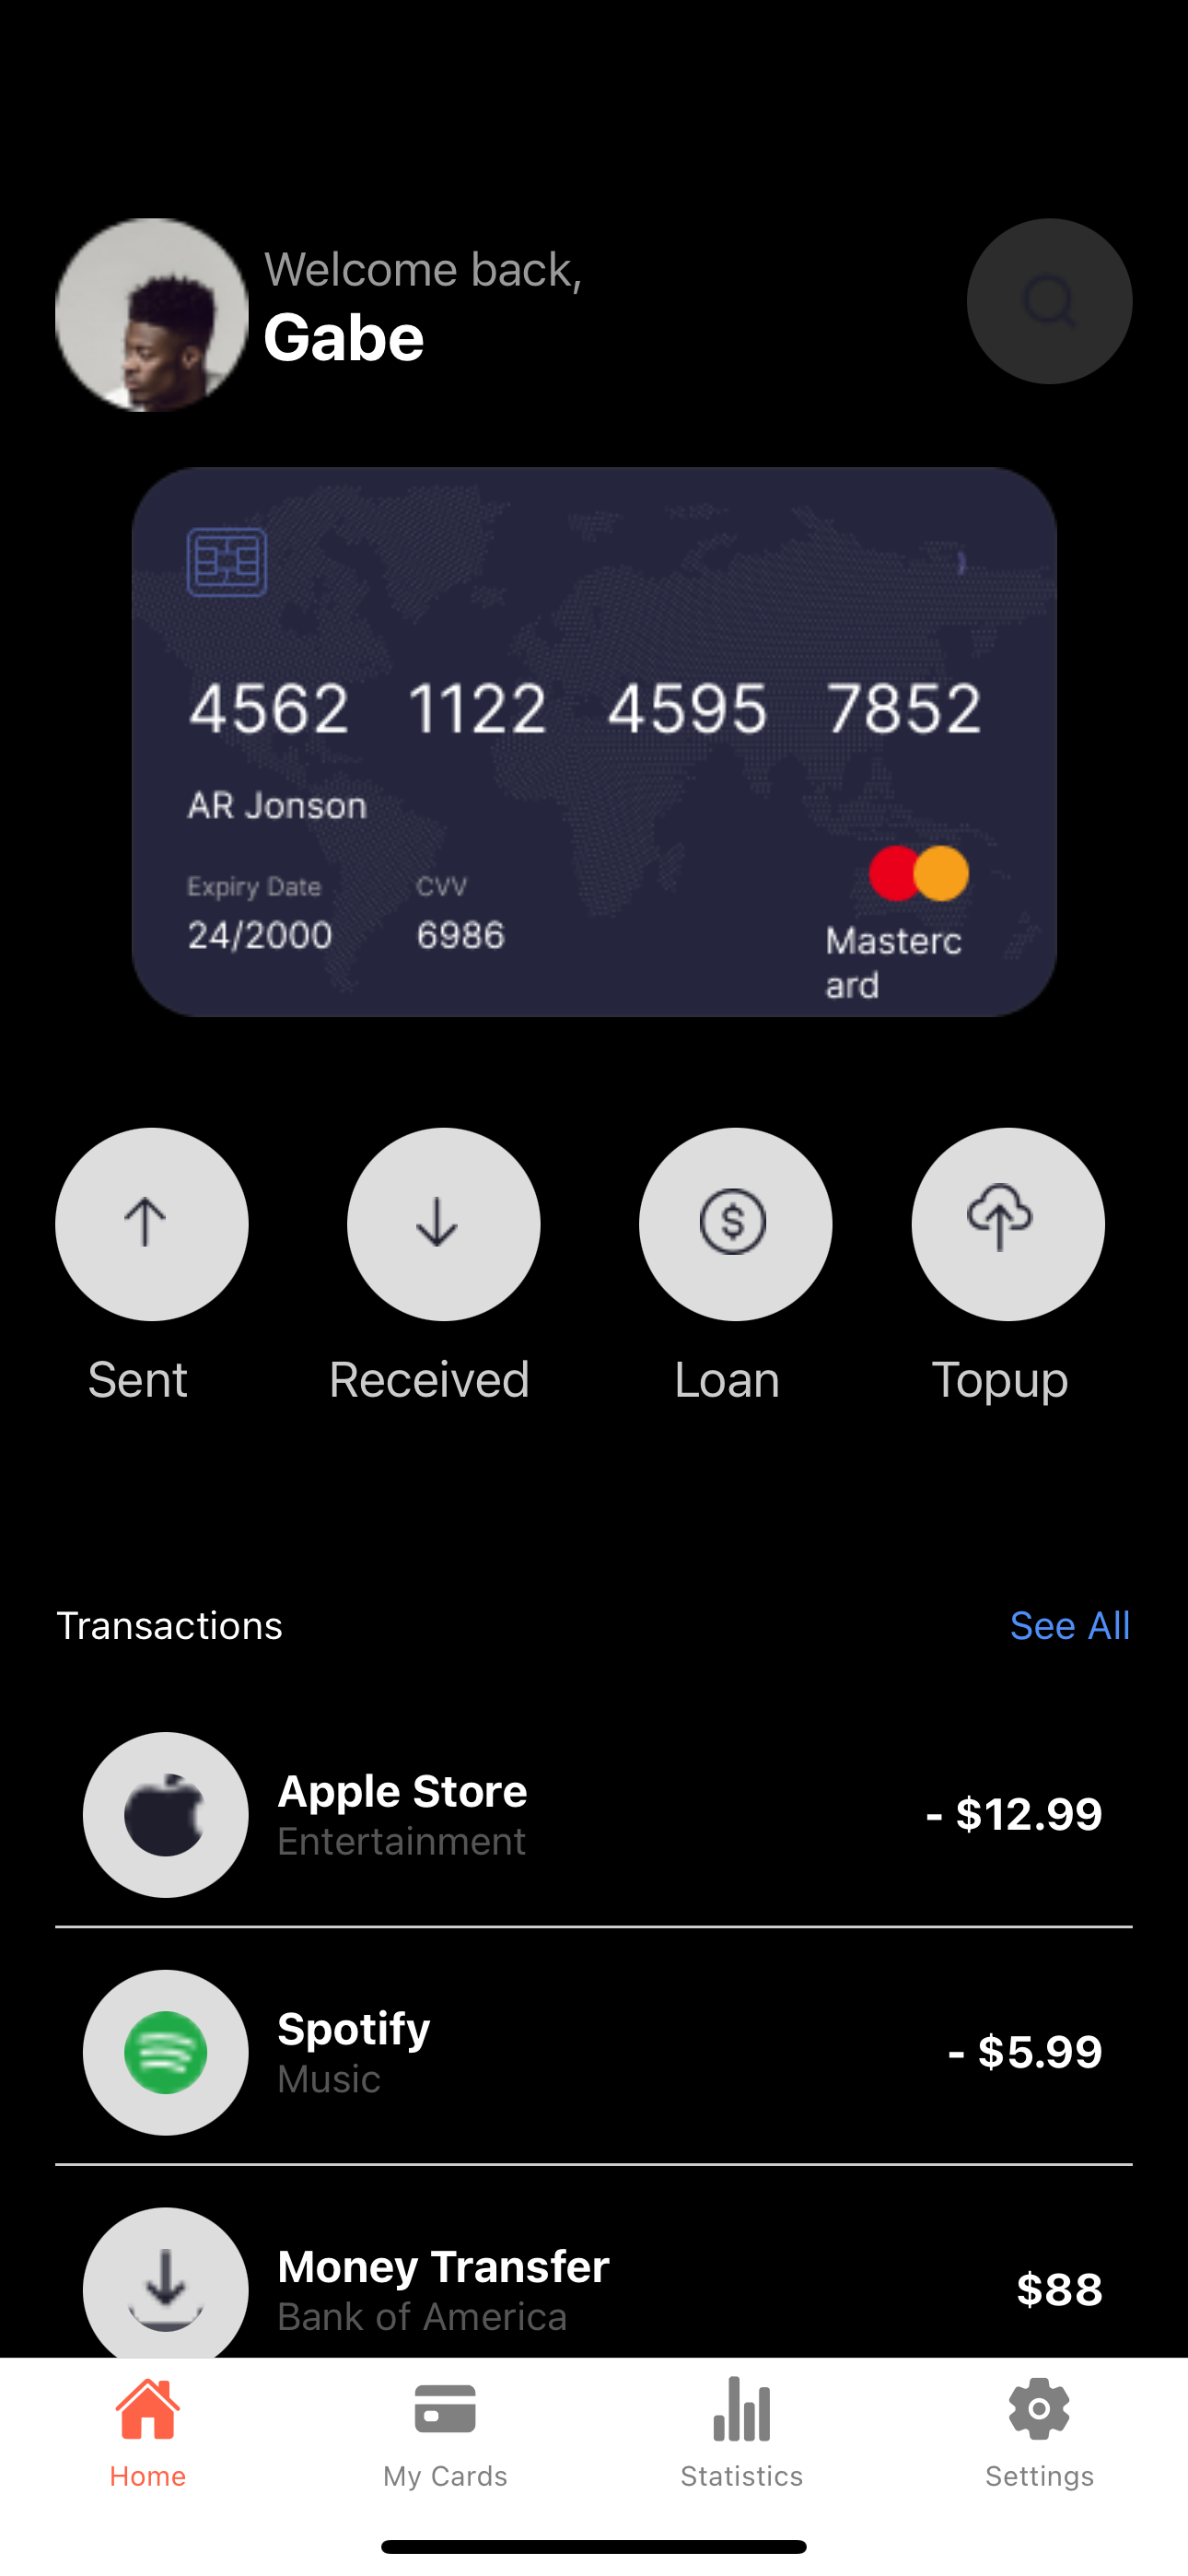 Welcome back,
Gabe
4562 1122 4595 7852
AR Jonson
Expiry Date CVV
24/2000 6986
Masterc
ard
Sent Received Loan Topup
Transactions See All
Apple Store
Entertainment
- $12.99
Spotify
Music
- $5.99
Money Transfer
Bank of America
$88
Home My Cards Statistics Settings